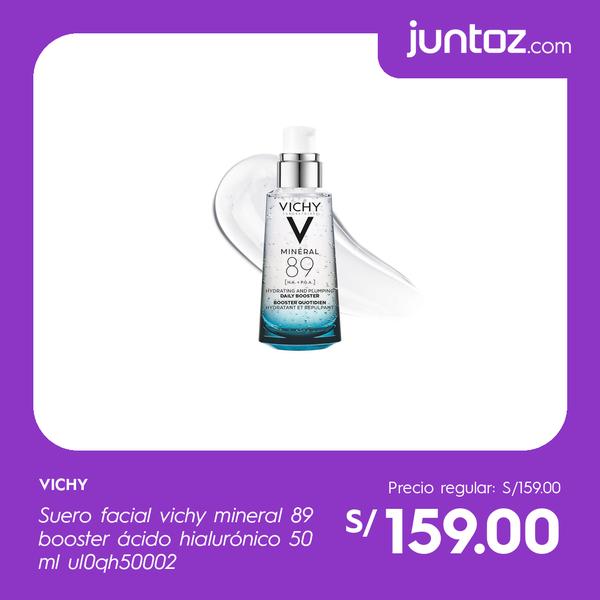 juntoz.com
VICHY
LABORATOIRES
V
MINÉRAL
89
[H.A. + P.G.A.]
HYDRATING AND PLUMPING
DAILY BOOSTER
BOOSTER QUOTIDIEN
HYDRATANT ET REPULPANT
VICHY
Suero facial vichy mineral 89
booster ácido hialurónico 50
ml ul0qh50002
Precio regular: S/159.00
S/159.00